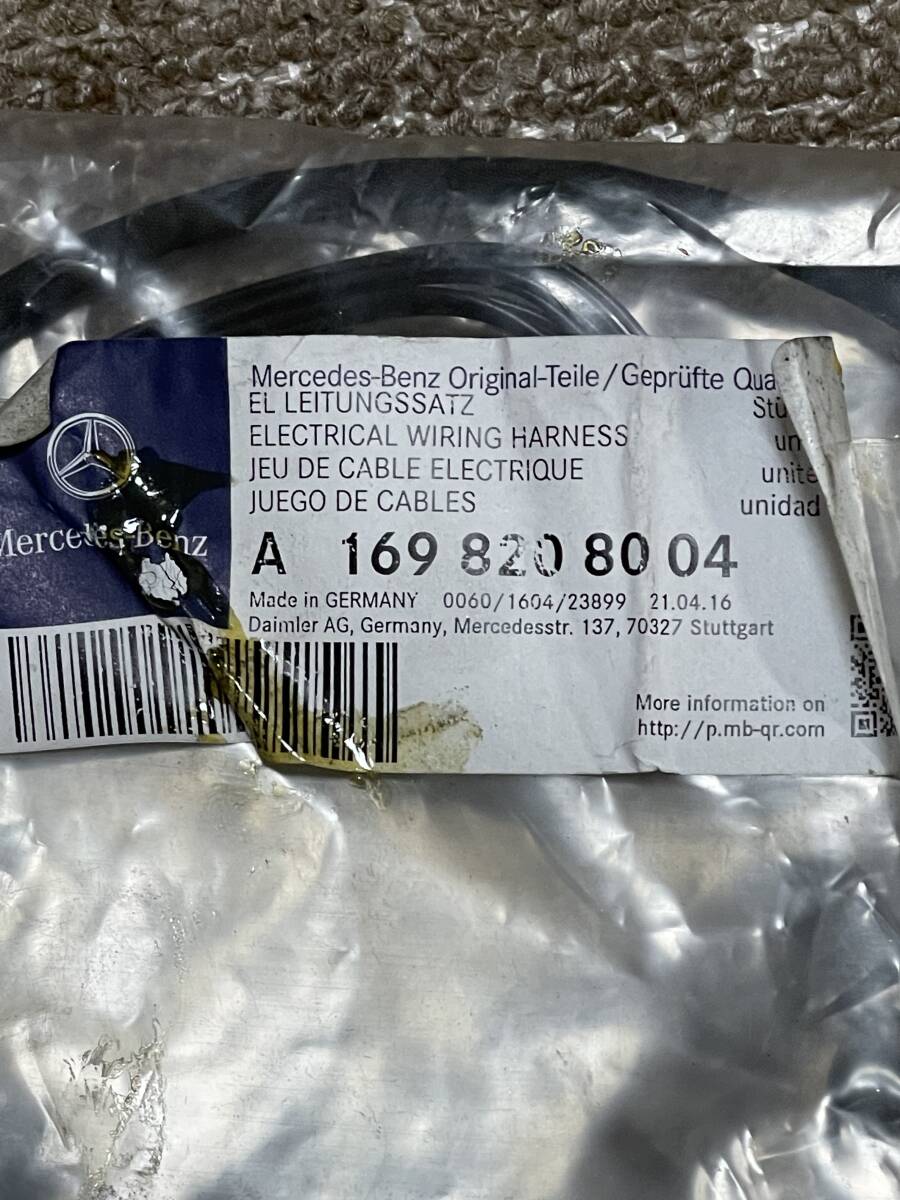 Mercedes-Benz
Mercedes-Benz Original-Teile/Geprüfte Qua
EL LEITUNGSSATZ Stü
ELECTRICAL WIRING HARNESS un
JEU DE CABLE ELECTRIQUE unite
JUEGO DE CABLES unidad
A 169 820 80 04
Made in GERMANY 0060/1604/23899 21.04.16
Daimler AG, Germany, Mercedesstr. 137, 70327 Stuttgart
More information on
http://p.mb-qr.com